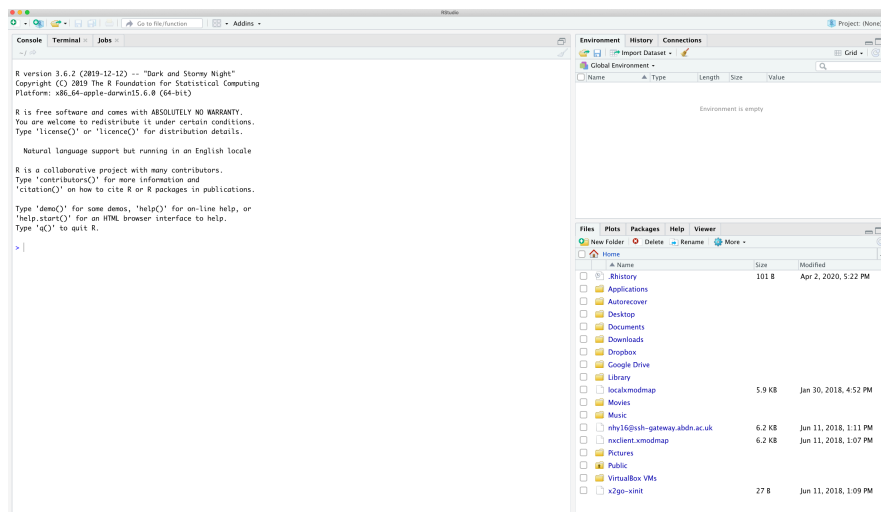 RStudio
Go to file/function
Addins
Project: (None)
Console Terminal Jobs
~/
R version 3.6.2 (2019-12-12) -- "Dark and Stormy Night"
Copyright (C) 2019 The R Foundation for Statistical Computing
Platform: x86_64-apple-darwin15.6.0 (64-bit)
R is free software and comes with ABSOLUTELY NO WARRANTY.
You are welcome to redistribute it under certain conditions.
Type 'license()' or 'licence()' for distribution details.
Natural language support but running in an English locale
R is a collaborative project with many contributors.
Type 'contributors()' for more information and
'citation()' on how to cite R or R packages in publications.
Type 'demo()' for some demos, 'help()' for on-line help, or
'help.start()' for an HTML browser interface to help.
Type 'q()' to quit R.
>
Environment History Connections
Import Dataset Grid
Global Environment
Name Type Length Size Value
Environment is empty
Files Plots Packages Help Viewer
New Folder Delete Rename More
Home
Name Size Modified
.Rhistory 101 B Apr 2, 2020, 5:22 PM
Applications
Autorecover
Desktop
Documents
Downloads
Dropbox
Google Drive
Library
localxmodmap 5.9 KB Jan 30, 2018, 4:52 PM
Movies
Music
nhy16@ssh-gateway.abdn.ac.uk 6.2 KB Jun 11, 2018, 1:11 PM
nxclient.xmodmap 6.2 KB Jun 11, 2018, 1:07 PM
Pictures
Public
VirtualBox VMs
x2go-xinit 27 B Jun 11, 2018, 1:09 PM